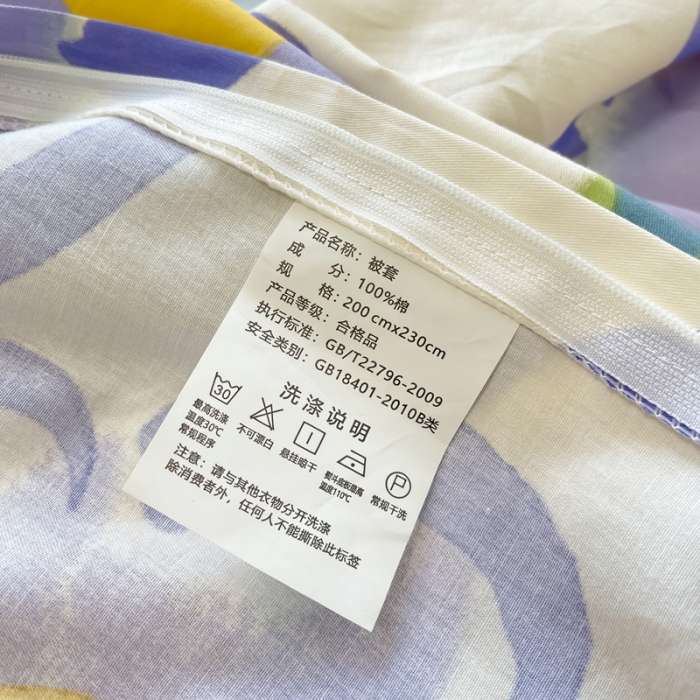 产品名称：被套
成 分：100%棉
规 格：200cmx230cm
产品等级：合格品
执行标准：GB/T22796-2009
安全类别：GB18401-2010B类
洗涤说明
30
P
最高洗涤
温度30℃
常规程序
不可漂白
悬挂晾干
熨斗底板最高
温度110℃
常规干洗
注意：请与其他衣物分开洗涤
除消费者外，任何人不能撕除此标签